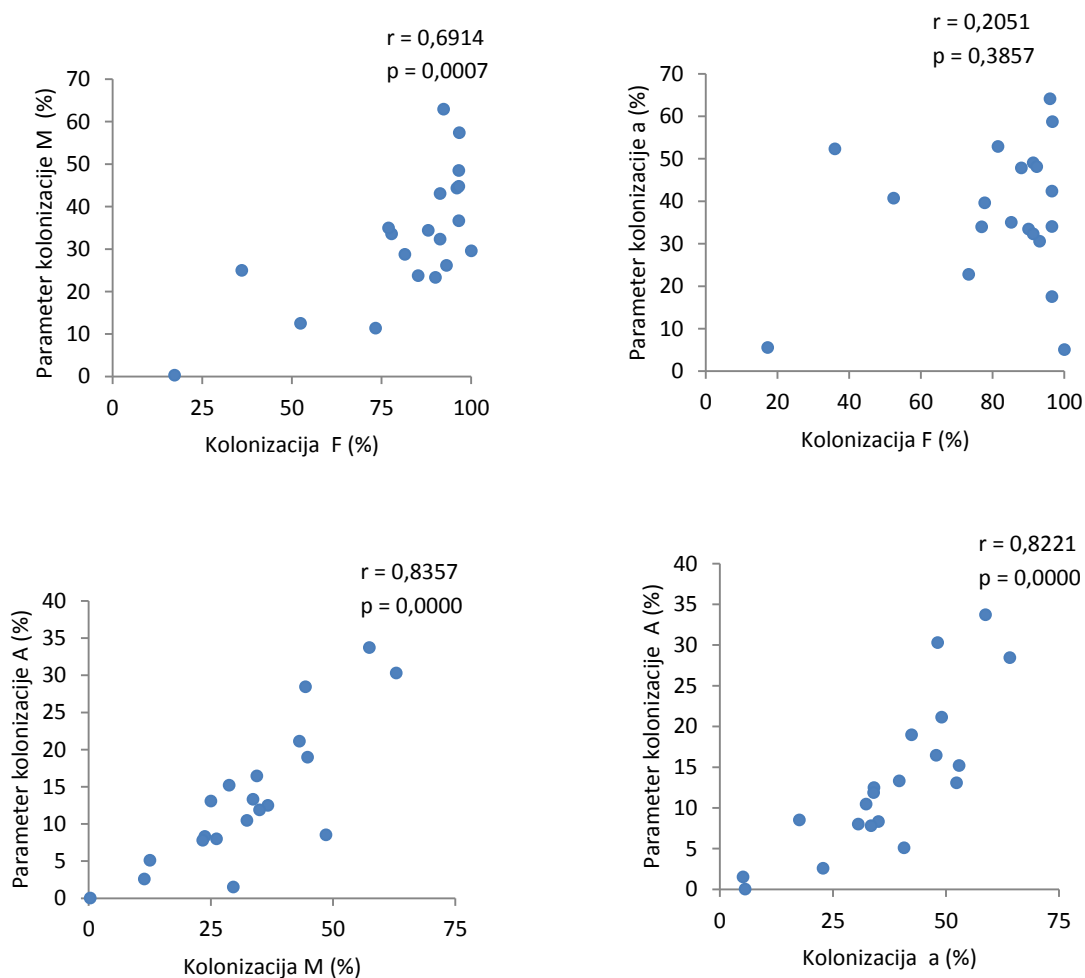 r = 0,6914
p = 0,0007
Parameter kolonizacije M (%)
70
60
50
40
30
20
10
0
0 25 50 75 100
Kolonizacija F (%)
r = 0,2051
p = 0,3857
Parameter kolonizacije a (%)
70
60
50
40
30
20
10
0
0 20 40 60 80 100
Kolonizacija F (%)
r = 0,8357
p = 0,0000
Parameter kolonizacije A (%)
40
35
30
25
20
15
10
5
0
0 25 50 75
Kolonizacija M (%)
r = 0,8221
p = 0,0000
Parameter kolonizacije A (%)
40
35
30
25
20
15
10
5
0
0 25 50 75
Kolonizacija a (%)